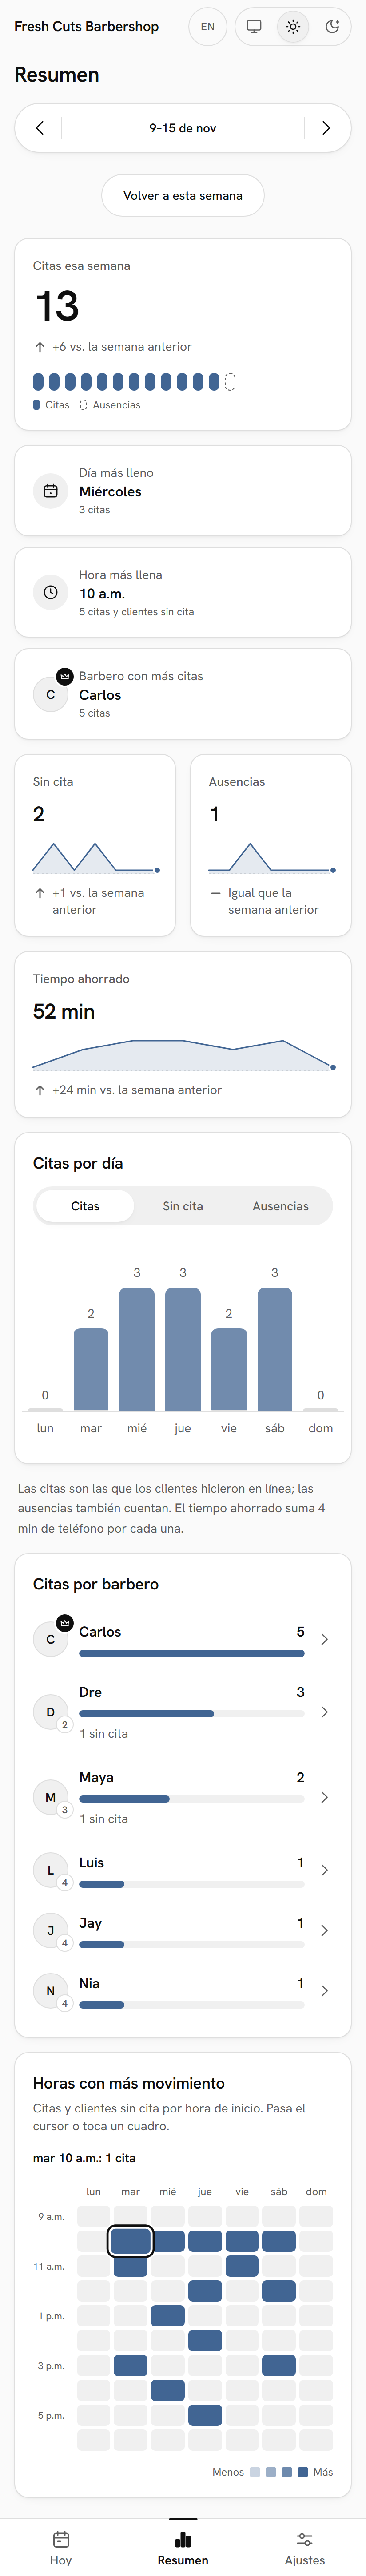 Fresh Cuts Barbershop
EN
Resumen
9–15 de nov
Volver a esta semana
Citas esa semana
13
+6 vs. la semana anterior
Citas Ausencias
Día más lleno
Miércoles
3 citas
Hora más llena
10 a.m.
5 citas y clientes sin cita
C
Barbero con más citas
Carlos
5 citas
Sin cita
2
+1 vs. la semana
anterior
Ausencias
1
Igual que la
semana anterior
Tiempo ahorrado
52 min
+24 min vs. la semana anterior
Citas por día
Citas Sin cita Ausencias
0 2 3 3 2 3 0
lun mar mié jue vie sáb dom
Las citas son las que los clientes hicieron en línea; las
ausencias también cuentan. El tiempo ahorrado suma 4
min de teléfono por cada una.
Citas por barbero
C Carlos 5
D 2 Dre 3
1 sin cita
M 3 Maya 2
1 sin cita
L 4 Luis 1
J 4 Jay 1
N 4 Nia 1
Horas con más movimiento
Citas y clientes sin cita por hora de inicio. Pasa el
cursor o toca un cuadro.
mar 10 a.m.: 1 cita
lun mar mié jue vie sáb dom
9 a.m.
11 a.m.
1 p.m.
3 p.m.
5 p.m.
Menos Más
Hoy Resumen Ajustes